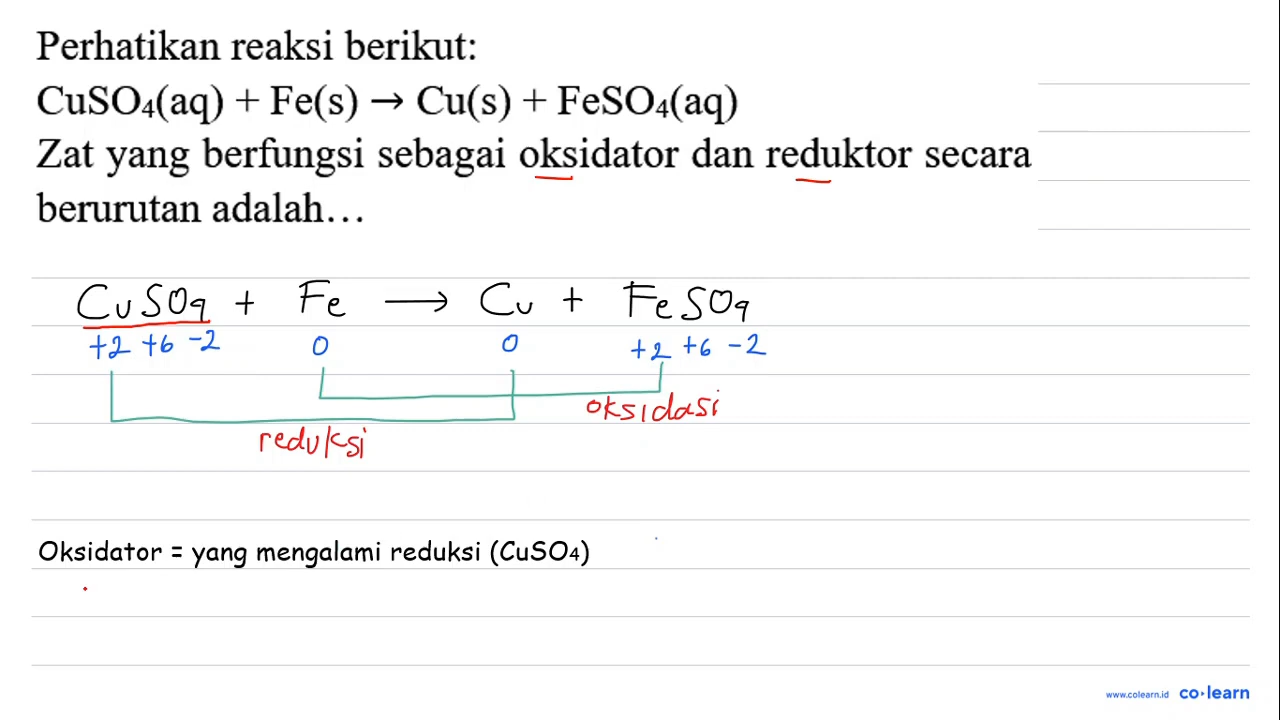 Perhatikan reaksi berikut:
CuSO₄(aq) + Fe(s) → Cu(s) + FeSO₄(aq)
Zat yang berfungsi sebagai oksidator dan reduktor secara
berurutan adalah...
CuSO₄ + Fe → Cu + FeSO₄
+2 +6 -2 0 0 +2 +6 -2
oksidasi
reduksi
Oksidator = yang mengalami reduksi (CuSO₄)
www.colearn.id co·learn